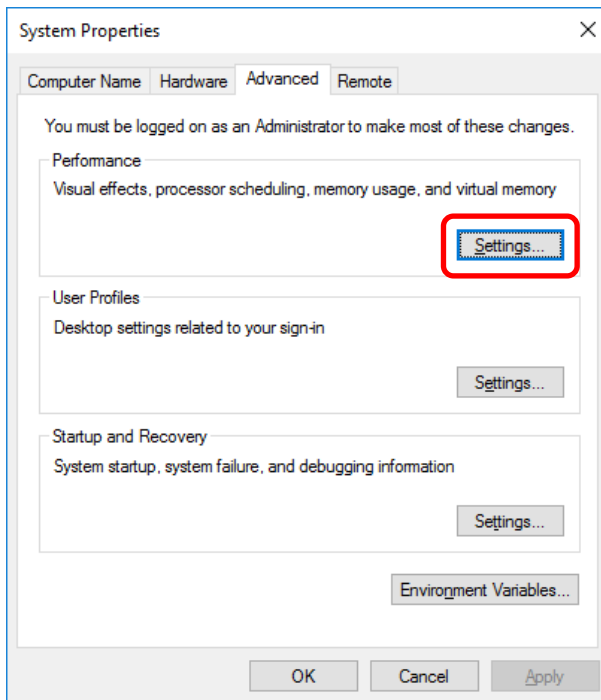 System Properties
Computer Name
Hardware
Advanced
Remote
You must be logged on as an Administrator to make most of these changes.
Performance
Visual effects, processor scheduling, memory usage, and virtual memory
Settings...
User Profiles
Desktop settings related to your sign-in
Settings...
Startup and Recovery
System startup, system failure, and debugging information
Settings...
Environment Variables...
OK
Cancel
Apply